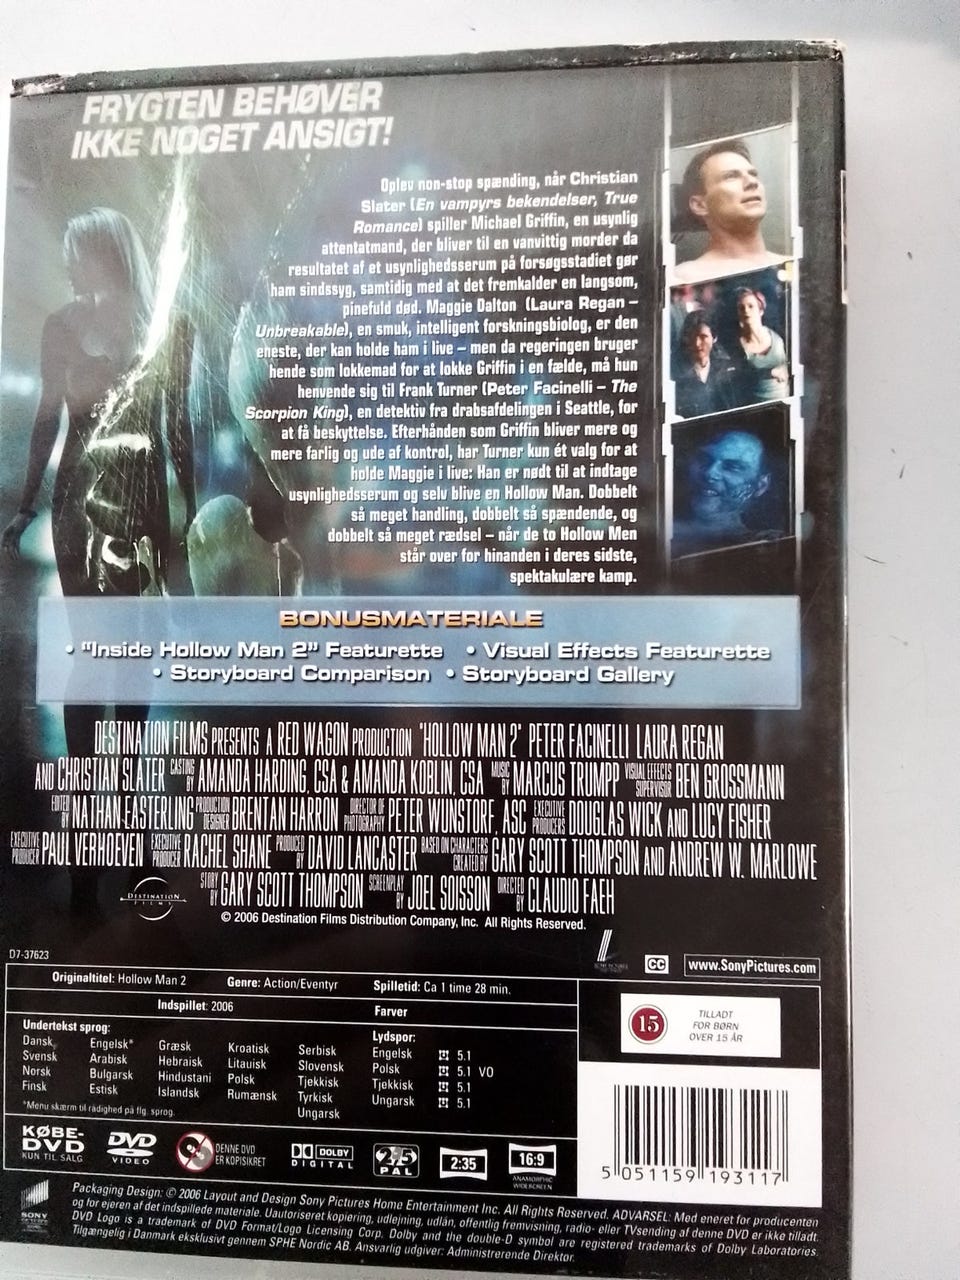 FRYGTEN BEHØVER
IKKE NOGET ANSIGT!
Oplev non-stop spænding, når Christian
Slater (En vampyrs bekendelser, True
Romance) spiller Michael Griffin, en usynlig
attentatmand, der bliver til en vanvittig morder da
resultatet af et usynlighedsserum på forsøgsstadiet gør
ham sindssyg, samtidig med at det fremkalder en langsom,
pinefuld død. Maggie Dalton (Laura Regan –
Unbreakable), en smuk, intelligent forskningsbiolog, er den
eneste, der kan holde ham i live – men da regeringen bruger
hende som lokkemad for at lokke Griffin i en fælde, må hun
henvende sig til Frank Turner (Peter Facinelli – The
Scorpion King), en detektiv fra drabsafdelingen i Seattle, for
at få beskyttelse. Efterhånden som Griffin bliver mere og
mere farlig og ude af kontrol, har Turner kun ét valg for at
holde Maggie i live: Han er nødt til at indtage
usynlighedsserum og selv blive en Hollow Man. Dobbelt
så meget handling, dobbelt så spændende, og
dobbelt så meget rædsel – når de to Hollow Men
står over for hinanden i deres sidste,
spektakulære kamp.
BONUSMATERIALE
• "Inside Hollow Man 2" Featurette • Visual Effects Featurette
• Storyboard Comparison • Storyboard Gallery
DESTINATION FILMS PRESENTS A RED WAGON PRODUCTION "HOLLOW MAN 2" PETER FACINELLI LAURA REGAN
AND CHRISTIAN SLATER CASTING BY AMANDA HARDING, CSA & AMANDA KOBLIN, CSA MUSIC BY MARCUS TRUMPP VISUAL EFFECTS SUPERVISOR BEN GROSSMANN
EDITED BY NATHAN EASTERLING PRODUCTION DESIGNER BRENTAN HARRON DIRECTOR OF PHOTOGRAPHY PETER WUNSTORF, ASC EXECUTIVE PRODUCERS DOUGLAS WICK AND LUCY FISHER
EXECUTIVE PRODUCER PAUL VERHOEVEN EXECUTIVE PRODUCER RACHEL SHANE PRODUCED BY DAVID LANCASTER BASED ON CHARACTERS CREATED BY GARY SCOTT THOMPSON AND ANDREW W. MARLOWE
STORY BY GARY SCOTT THOMPSON SCREENPLAY BY JOEL SOISSON DIRECTED BY CLAUDIO FAEH
DESTINATION
FILMS
© 2006 Destination Films Distribution Company, Inc. All Rights Reserved.
D7-37623
CC
www.SonyPictures.com
Originaltitel: Hollow Man 2 Genre: Action/Eventyr Spilletid: Ca 1 time 28 min.
Indspillet: 2006 Farver
Undertekst sprog:
Dansk Engelsk* Græsk Kroatisk Serbisk
Svensk Arabisk Hebraisk Litauisk Slovensk
Norsk Bulgarsk Hindustani Polsk Tjekkisk
Finsk Estisk Islandsk Rumænsk Tyrkisk
Ungarsk
*Menu skærm til rådighed på flg. sprog.
Lydspor:
Engelsk 5.1
Polsk 5.1 VO
Tjekkisk 5.1
Ungarsk 5.1
15
TILLADT
FOR BØRN
OVER 15 ÅR
KØBE-
DVD
KUN TIL SALG
DVD
VIDEO
DENNE DVD
ER KOPISIKRET
DOLBY
DIGITAL
2,5
PAL
2:35
16:9
ANAMORPHIC
WIDESCREEN
5 051159 193117
SONY
Packaging Design: © 2006 Layout and Design Sony Pictures Home Entertainment Inc. All Rights Reserved. ADVARSEL: Med eneret for producenten
og for ejeren af det indspillede materiale. Uautoriseret kopiering, udlejning, udlån, offentlig fremvisning, radio- eller TVsending af denne DVD er ikke tilladt.
DVD Logo is a trademark of DVD Format/Logo Licensing Corp. Dolby and the double-D symbol are registered trademarks of Dolby Laboratories.
Tilgængelig i Danmark eksklusivt gennem SPHE Nordic AB. Ansvarlig udgiver: Administrerende Direktør.